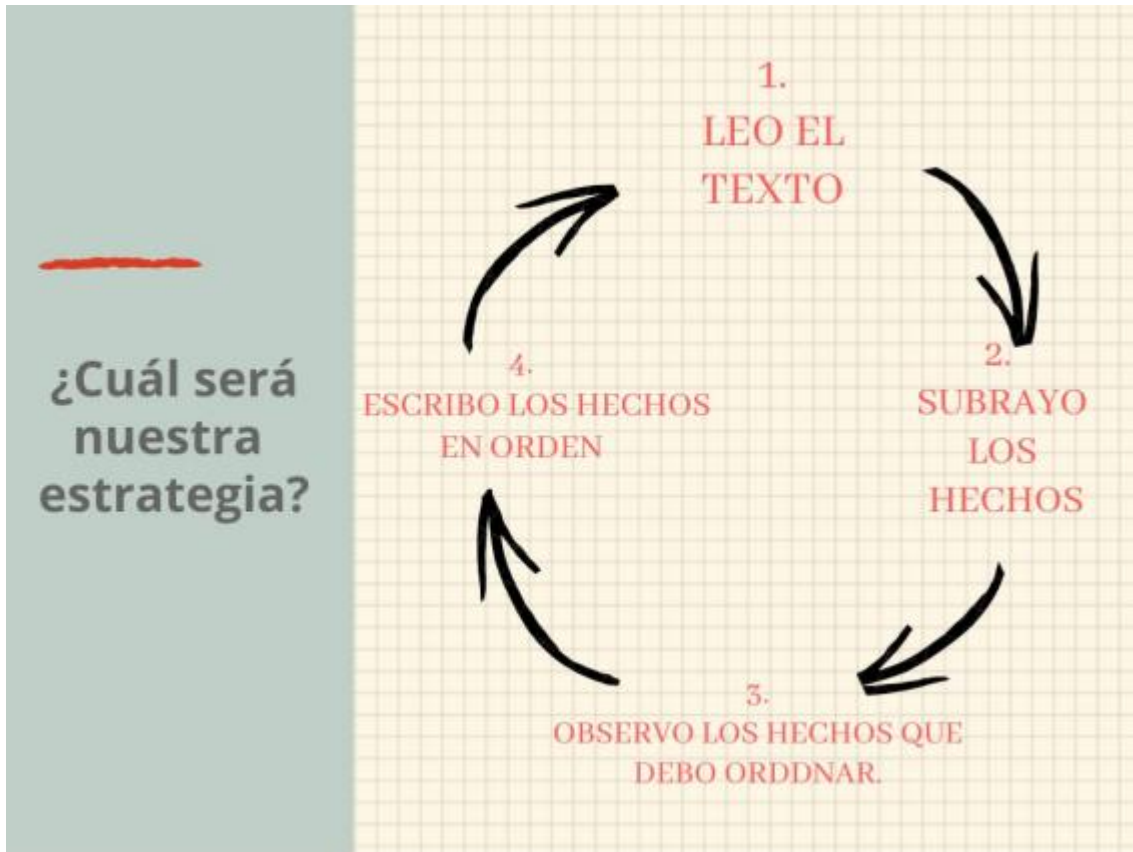 ¿Cuál será
nuestra
estrategia?
1.
LEO EL
TEXTO
2.
SUBRAYO
LOS
HECHOS
3.
OBSERVO LOS HECHOS QUE
DEBO ORDDNAR.
4.
ESCRIBO LOS HECHOS
EN ORDEN